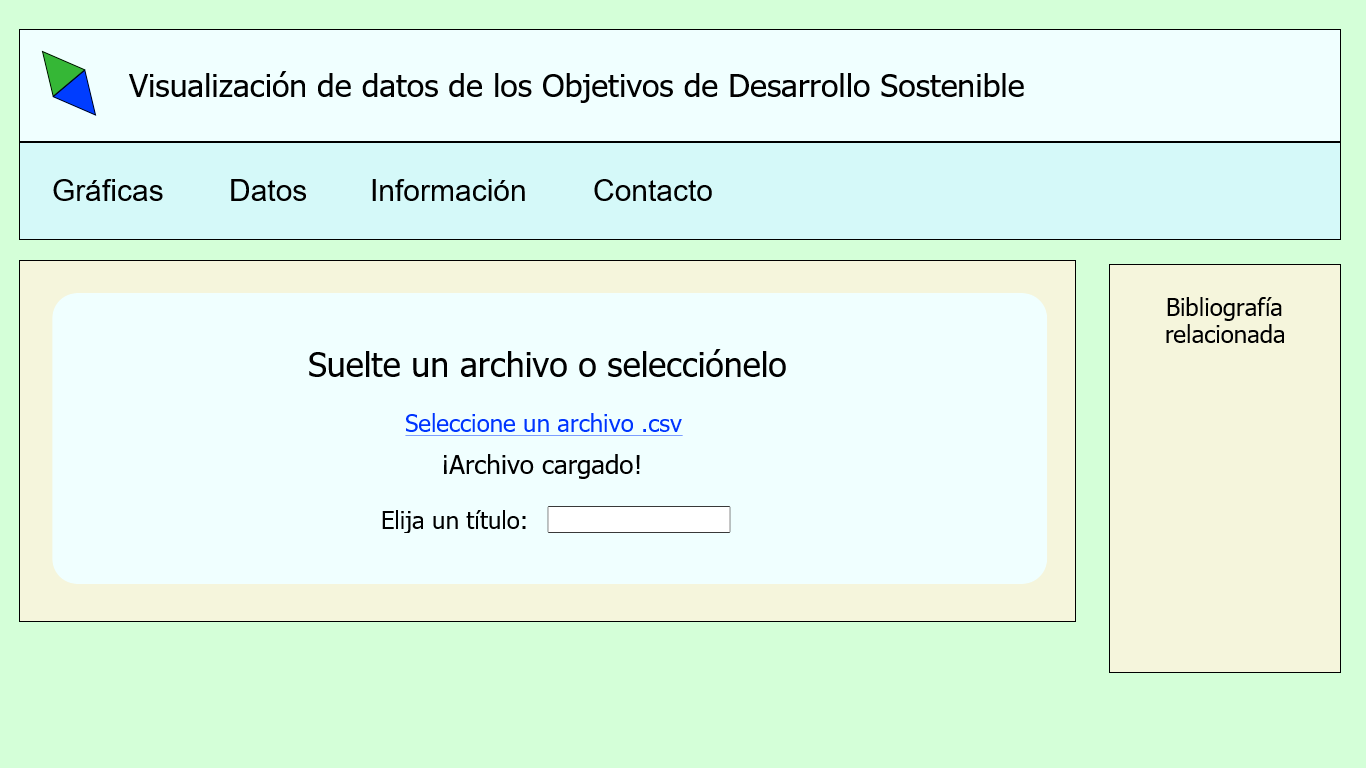 Visualización de datos de los Objetivos de Desarrollo Sostenible
Gráficas Datos Información Contacto
Suelte un archivo o selecciónelo
Seleccione un archivo .csv
¡Archivo cargado!
Elija un título:
Bibliografía
relacionada